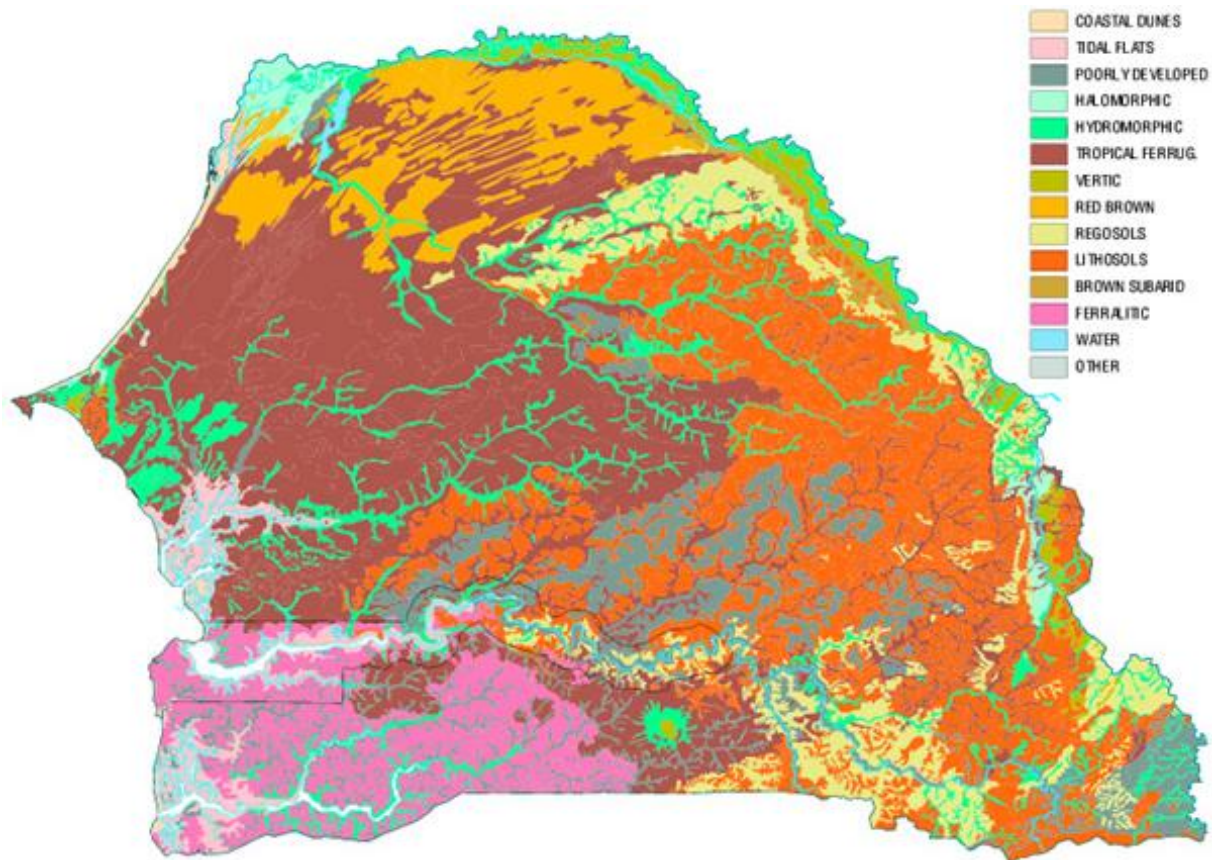 COASTAL DUNES
TIDAL FLATS
POORLY DEVELOPED
HALOMORPHIC
HYDROMORPHIC
TROPICAL FERRUG.
VERTIC
RED BROWN
REGOSOLS
LITHOSOLS
BROWN SUBARID
FERRALITIC
WATER
OTHER